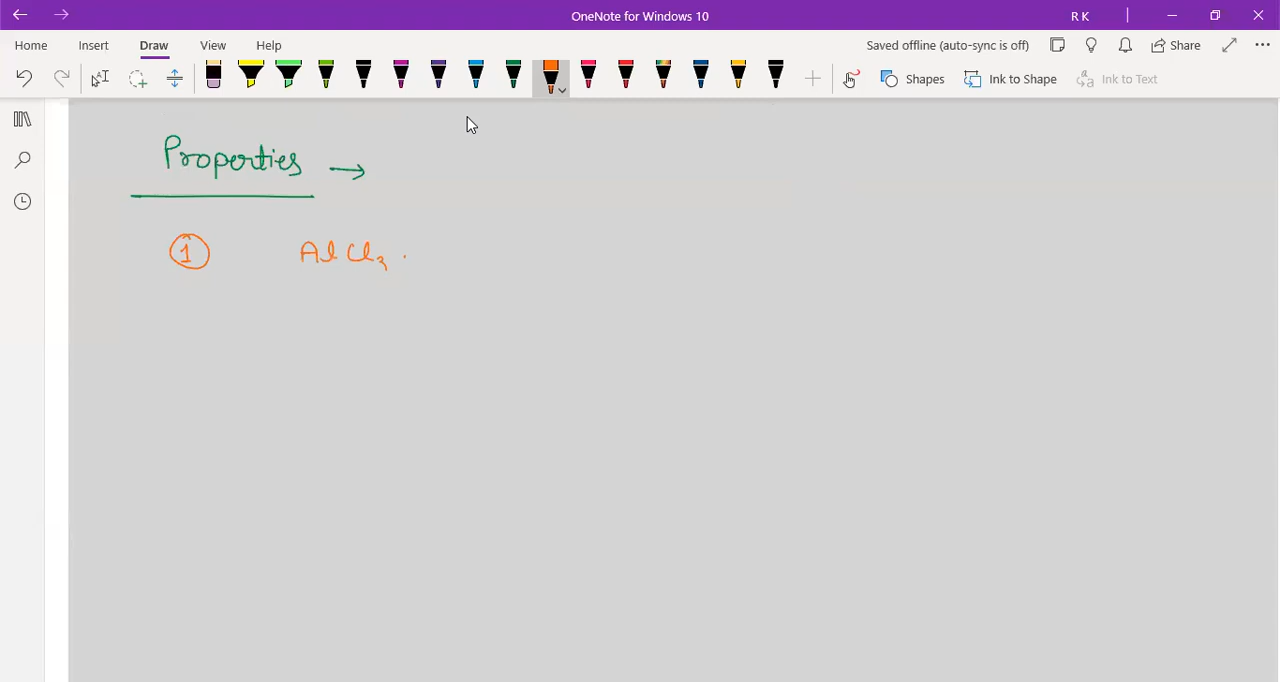 OneNote for Windows 10
R K
Home Insert Draw View Help
Saved offline (auto-sync is off)
Share
Shapes
Ink to Shape
Ink to Text
Properties →
① AlCl₃ .